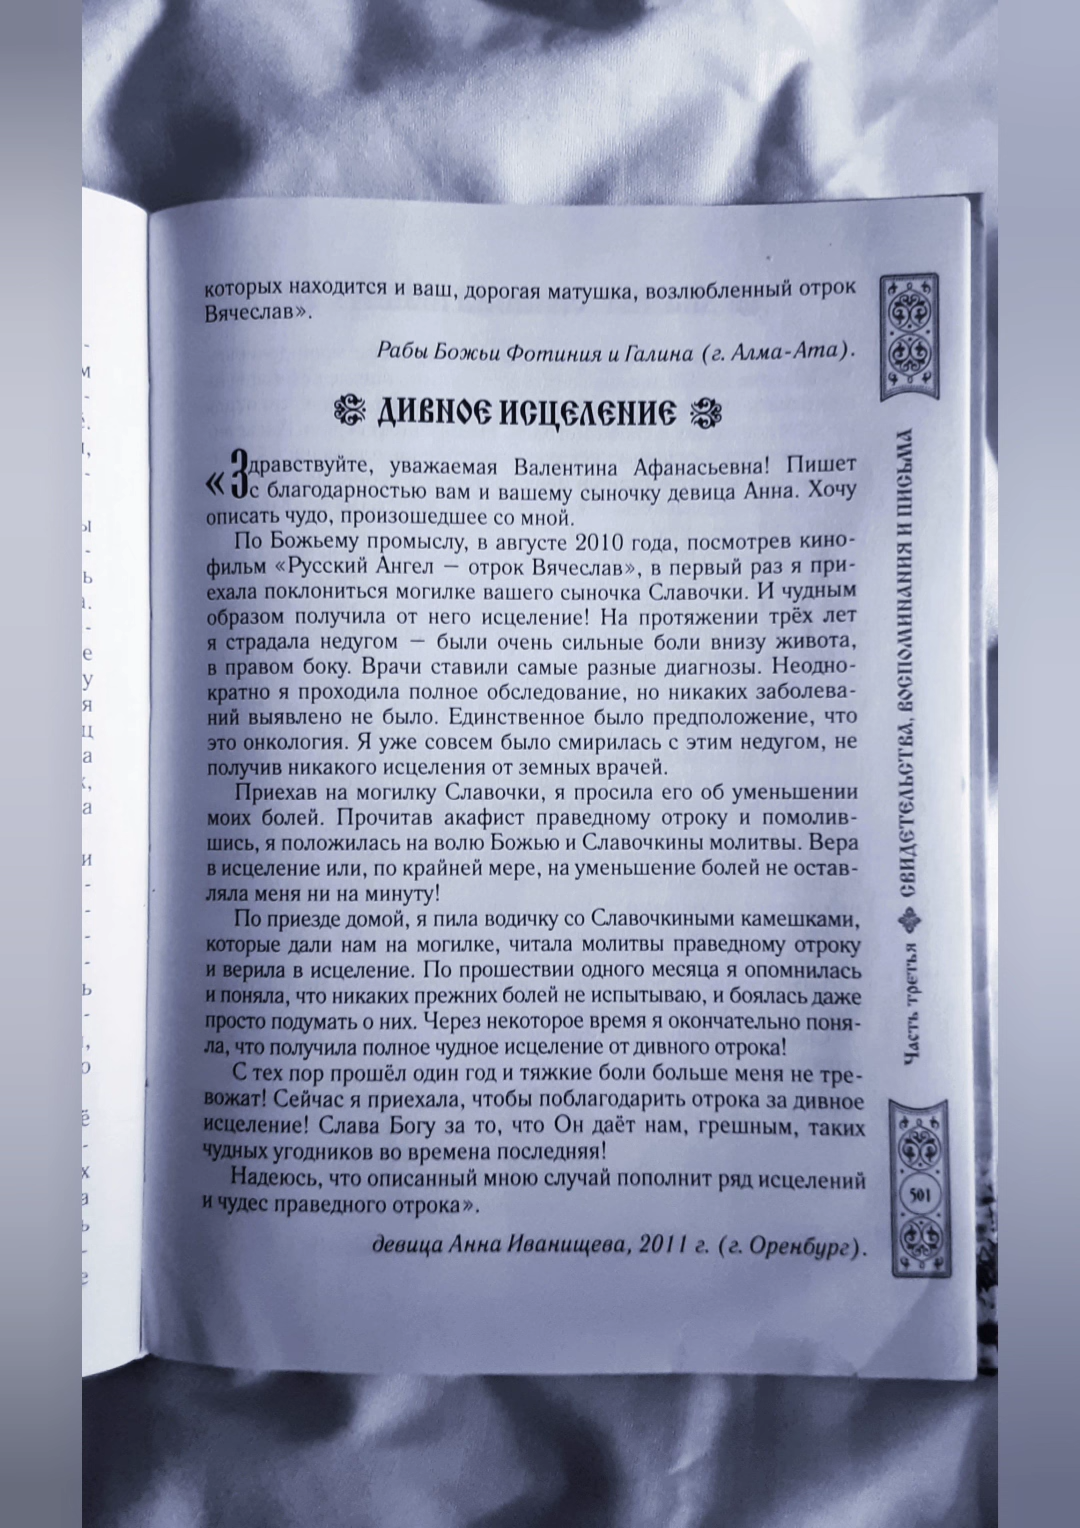 которых находится и ваш, дорогая матушка, возлюбленный отрок
Вячеслав».
Рабы Божьи Фотиния и Галина (г. Алма-Ата).
ДИВНОЕ ИСЦЕЛЕНИЕ
«Здравствуйте, уважаемая Валентина Афанасьевна! Пишет
с благодарностью вам и вашему сыночку девица Анна. Хочу
описать чудо, произошедшее со мной.
По Божьему промыслу, в августе 2010 года, посмотрев кино-
фильм «Русский Ангел — отрок Вячеслав», в первый раз я при-
ехала поклониться могилке вашего сыночка Славочки. И чудным
образом получила от него исцеление! На протяжении трёх лет
я страдала недугом — были очень сильные боли внизу живота,
в правом боку. Врачи ставили самые разные диагнозы. Неодно-
кратно я проходила полное обследование, но никаких заболева-
ний выявлено не было. Единственное было предположение, что
это онкология. Я уже совсем было смирилась с этим недугом, не
получив никакого исцеления от земных врачей.
Приехав на могилку Славочки, я просила его об уменьшении
моих болей. Прочитав акафист праведному отроку и помолив-
шись, я положилась на волю Божью и Славочкины молитвы. Вера
в исцеление или, по крайней мере, на уменьшение болей не остав-
ляла меня ни на минуту!
По приезде домой, я пила водичку со Славочкиными камешками,
которые дали нам на могилке, читала молитвы праведному отроку
и верила в исцеление. По прошествии одного месяца я опомнилась
и поняла, что никаких прежних болей не испытываю, и боялась даже
просто подумать о них. Через некоторое время я окончательно поня-
ла, что получила полное чудное исцеление от дивного отрока!
С тех пор прошёл один год и тяжкие боли больше меня не тре-
вожат! Сейчас я приехала, чтобы поблагодарить отрока за дивное
исцеление! Слава Богу за то, что Он даёт нам, грешным, таких
чудных угодников во времена последняя!
Надеюсь, что описанный мною случай пополнит ряд исцелений
и чудес праведного отрока».
девица Анна Иванищева, 2011 г. (г. Оренбург).
Часть третья СВИДЕТЕЛЬСТВА, ВОСПОМИНАНИЯ И ПИСЬМА
501